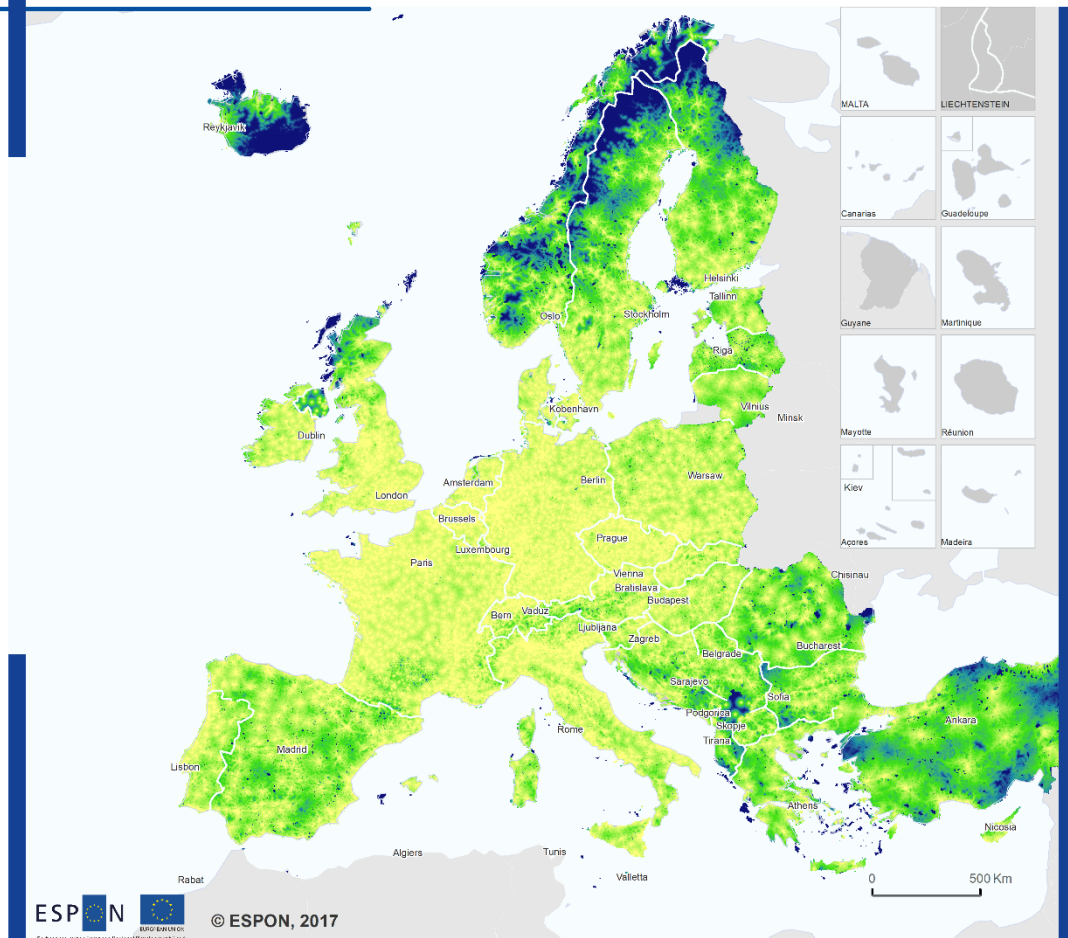 MALTA
LIECHTENSTEIN
Reykjavik
Canarias
Guadeloupe
Helsinki
Tallinn
Oslo
Stockholm
Guyane
Martinique
Riga
Kobenhavn
Vilnius
Minsk
Mayotte
Réunion
Dublin
Amsterdam
Berlin
Warsaw
London
Kiev
Brussels
Prague
Açores
Madeira
Luxembourg
Paris
Vienna
Chisinau
Bratislava
Budapest
Bern
Vaduz
Ljubljana
Zagreb
Bucharest
Belgrade
Sarajevo
Sofia
Podgorica
Skopje
Ankara
Rome
Tirana
Madrid
Lisbon
Athens
Nicosia
Algiers
Tunis
Rabat
Valletta
0 500 Km
ESPON
EUROPEAN UNION
© ESPON, 2017